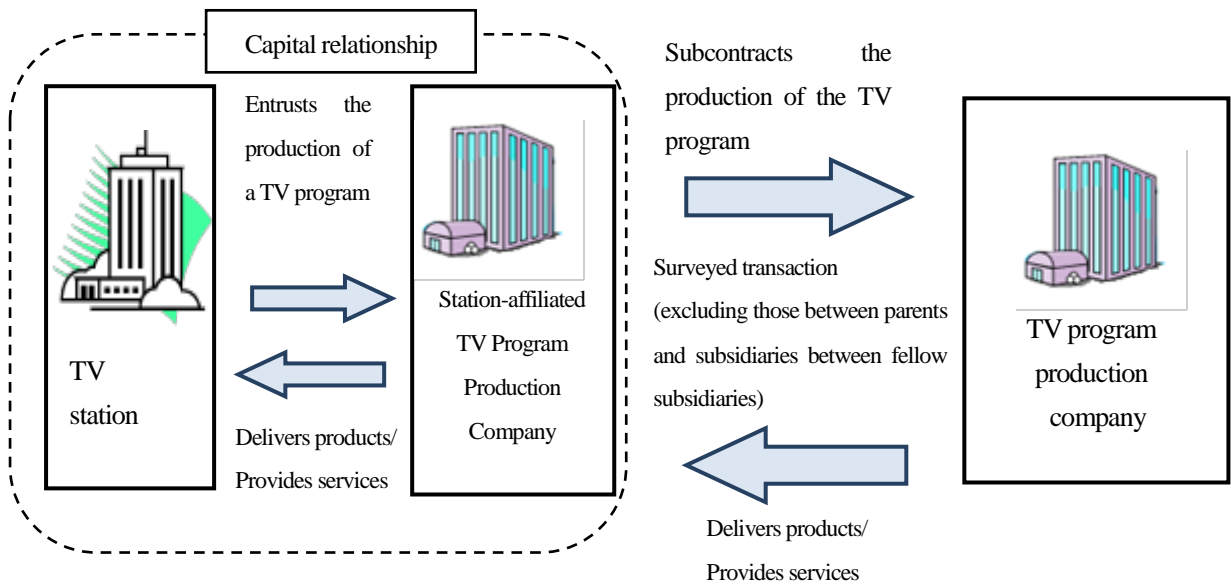 Capital relationship
Entrusts the
production of
a TV program
TV
station
Delivers products/
Provides services
Station-affiliated
TV Program
Production
Company
Subcontracts the
production of the TV
program
Surveyed transaction
(excluding those between parents
and subsidiaries between fellow
subsidiaries)
Delivers products/
Provides services
TV program
production
company